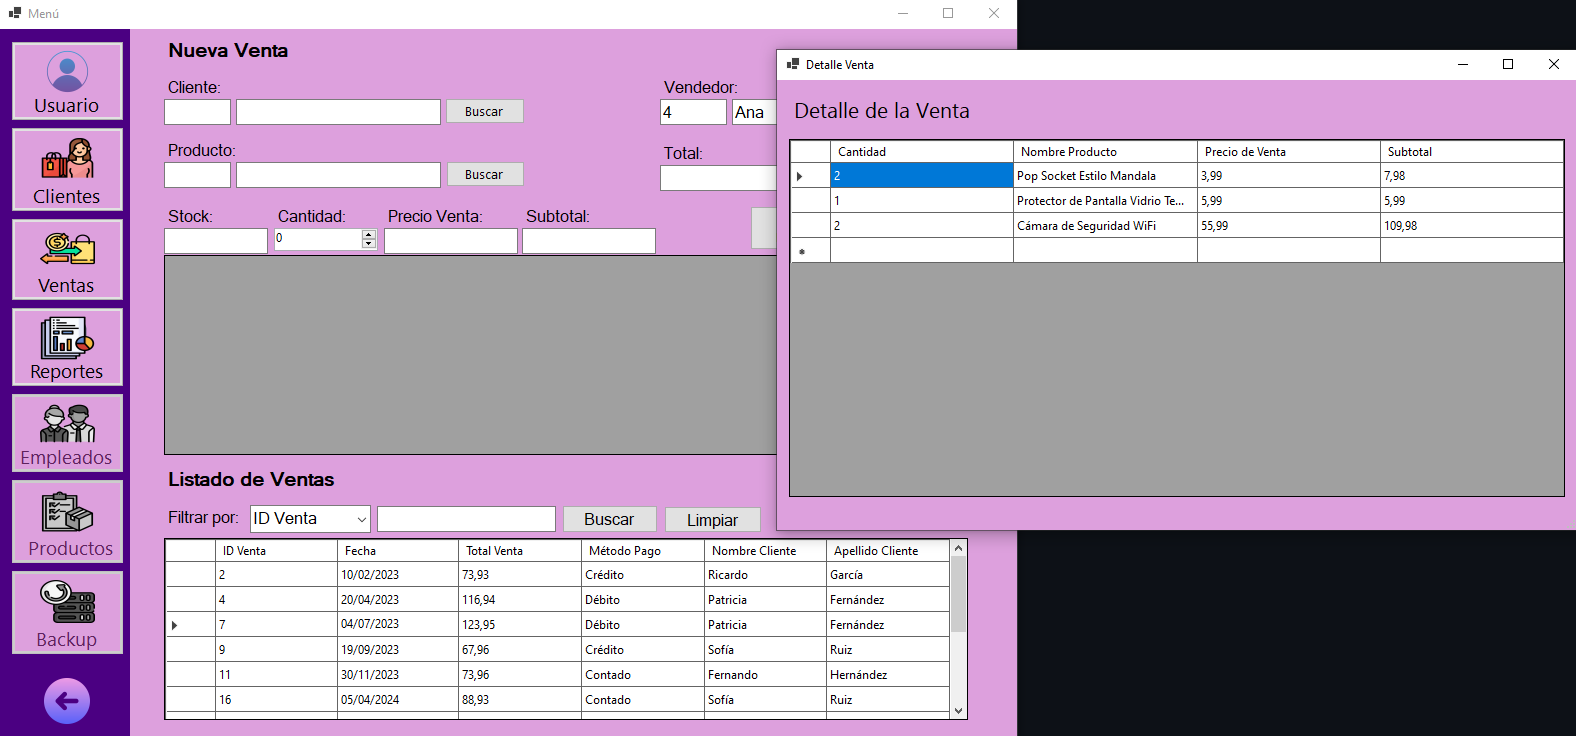 Menú
Usuario
Clientes
Ventas
Reportes
Empleados
Productos
Backup
Nueva Venta
Cliente:
Buscar
Vendedor:
4 Ana
Producto:
Buscar
Total:
Stock: Cantidad: Precio Venta: Subtotal:
0
Listado de Ventas
Filtrar por: ID Venta Buscar Limpiar
ID Venta Fecha Total Venta Método Pago Nombre Cliente Apellido Cliente
2 10/02/2023 73,93 Crédito Ricardo García
4 20/04/2023 116,94 Débito Patricia Fernández
7 04/07/2023 123,95 Débito Patricia Fernández
9 19/09/2023 67,96 Crédito Sofía Ruiz
11 30/11/2023 73,96 Contado Fernando Hernández
16 05/04/2024 88,93 Contado Sofía Ruiz
Detalle Venta
Detalle de la Venta
Cantidad Nombre Producto Precio de Venta Subtotal
2 Pop Socket Estilo Mandala 3,99 7,98
1 Protector de Pantalla Vidrio Te... 5,99 5,99
2 Cámara de Seguridad WiFi 55,99 109,98